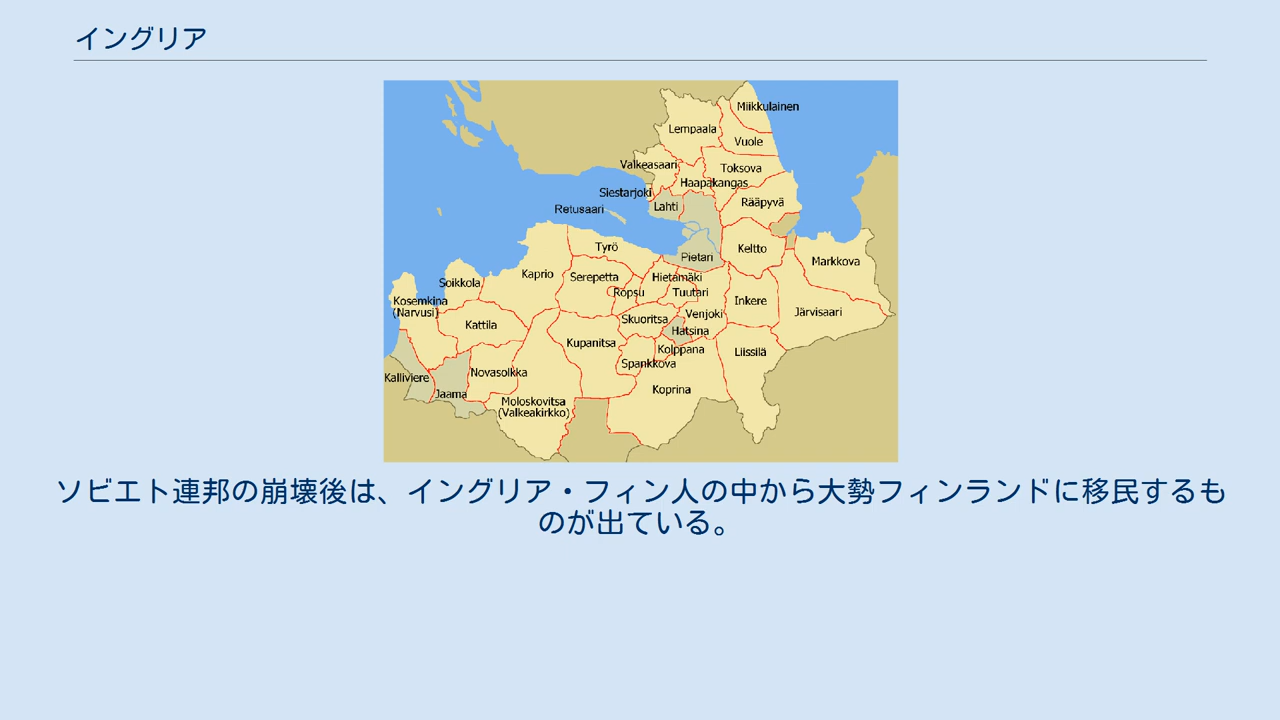 イングリア
Miikkulainen
Lempaala
Vuole
Valkeasaari
Toksova
Haapakangas
Siestarjoki
Lahti
Rääpyvä
Retusaari
Tyrö
Keltto
Pietari
Markkova
Kaprio
Serepetta
Hietamäki
Soikkola
Ropsu
Tuutari
Kosemkina
(Narvusi)
Inkere
Järvisaari
Skuoritsa
Venjoki
Kattila
Hatsina
Kupanitsa
Kolppana
Liissilä
Spankkova
Kalliviere
Novasolkka
Jaama
Koprina
Moloskovitsa
(Valkeakirkko)
ソビエト連邦の崩壊後は、イングリア・フィン人の中から大勢フィンランドに移民するも
のが出ている。